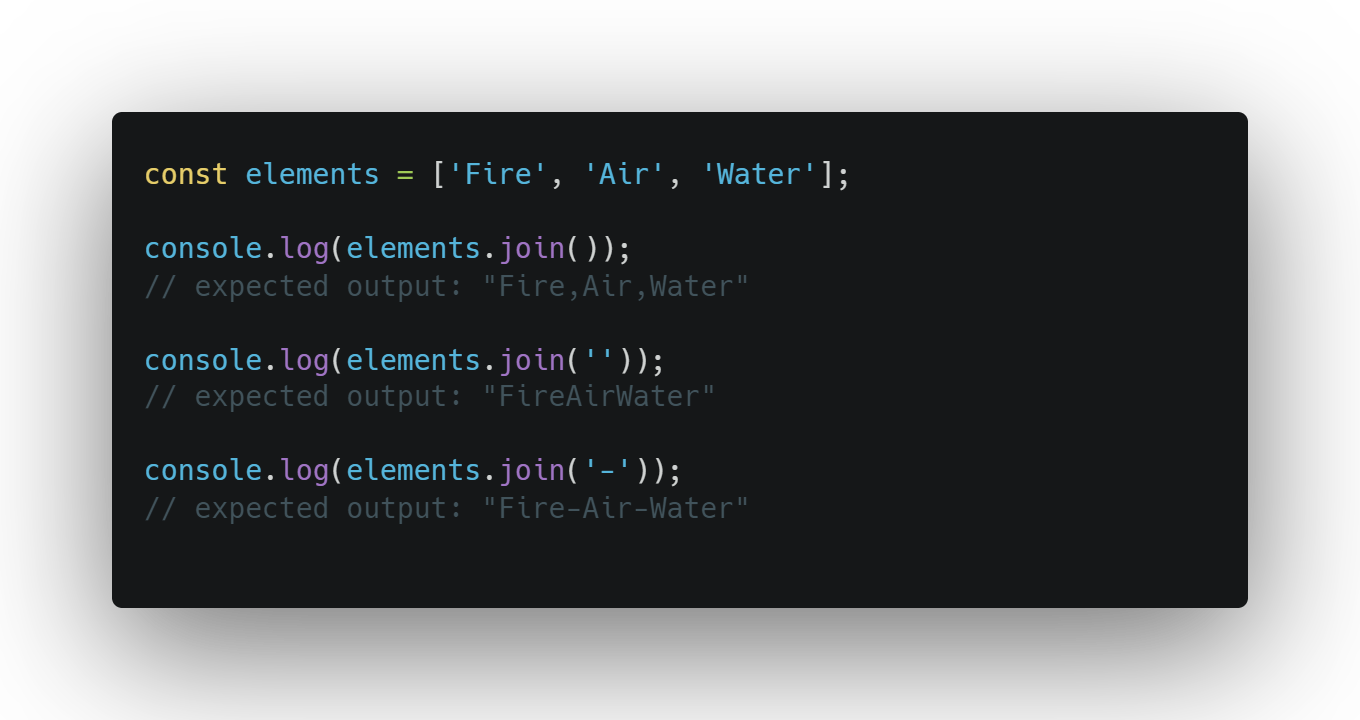 const elements = ['Fire', 'Air', 'Water'];
console.log(elements.join());
// expected output: "Fire,Air,Water"
console.log(elements.join(''));
// expected output: "FireAirWater"
console.log(elements.join('-'));
// expected output: "Fire-Air-Water"